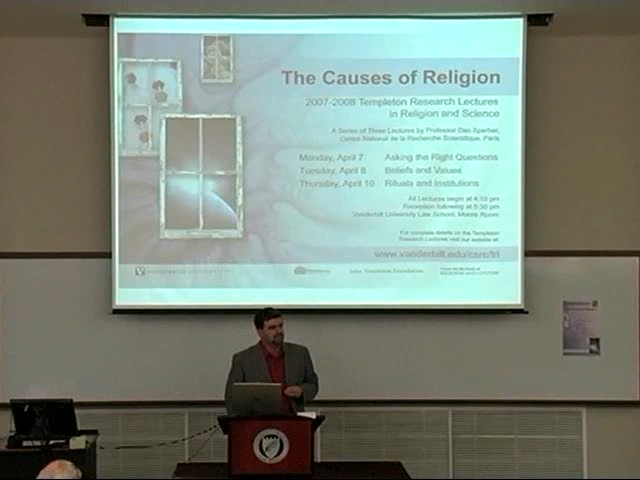 The Causes of Religion
2007-2008 Templeton Research Lectures
in Religion and Science
A Series of Three Lectures by Professor Dan Sperber,
Centre National de la Recherche Scientifique, Paris
Monday, April 7 Asking the Right Questions
Tuesday, April 8 Beliefs and Values
Thursday, April 10 Rituals and Institutions
All Lectures begin at 4:10 pm
Reception following at 5:30 pm
Vanderbilt University Law School, Moore Room
For complete details on the Templeton
Research Lectures visit our website at:
www.vanderbilt.edu/csrc/trl
VANDERBILT UNIVERSITY
John Templeton Foundation